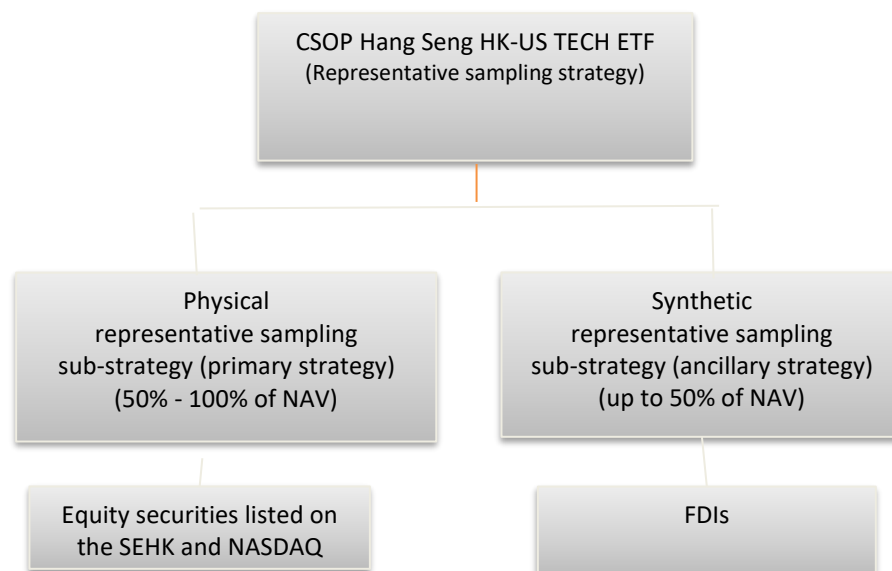 CSOP Hang Seng HK-US TECH ETF
(Representative sampling strategy)
Physical
representative sampling
sub-strategy (primary strategy)
(50% - 100% of NAV)
Synthetic
representative sampling
sub-strategy (ancillary strategy)
(up to 50% of NAV)
Equity securities listed on
the SEHK and NASDAQ
FDIs